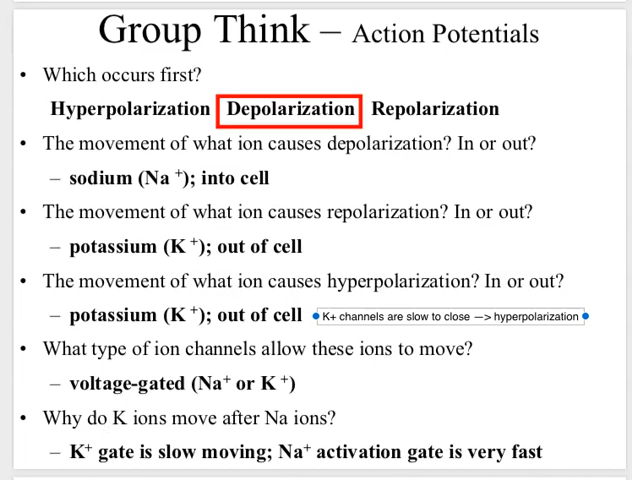 Group Think – Action Potentials
• Which occurs first?
Hyperpolarization Depolarization Repolarization
• The movement of what ion causes depolarization? In or out?
– sodium (Na +); into cell
• The movement of what ion causes repolarization? In or out?
– potassium (K +); out of cell
• The movement of what ion causes hyperpolarization? In or out?
– potassium (K +); out of cell K+ channels are slow to close —> hyperpolarization
• What type of ion channels allow these ions to move?
– voltage-gated (Na+ or K +)
• Why do K ions move after Na ions?
– K+ gate is slow moving; Na+ activation gate is very fast